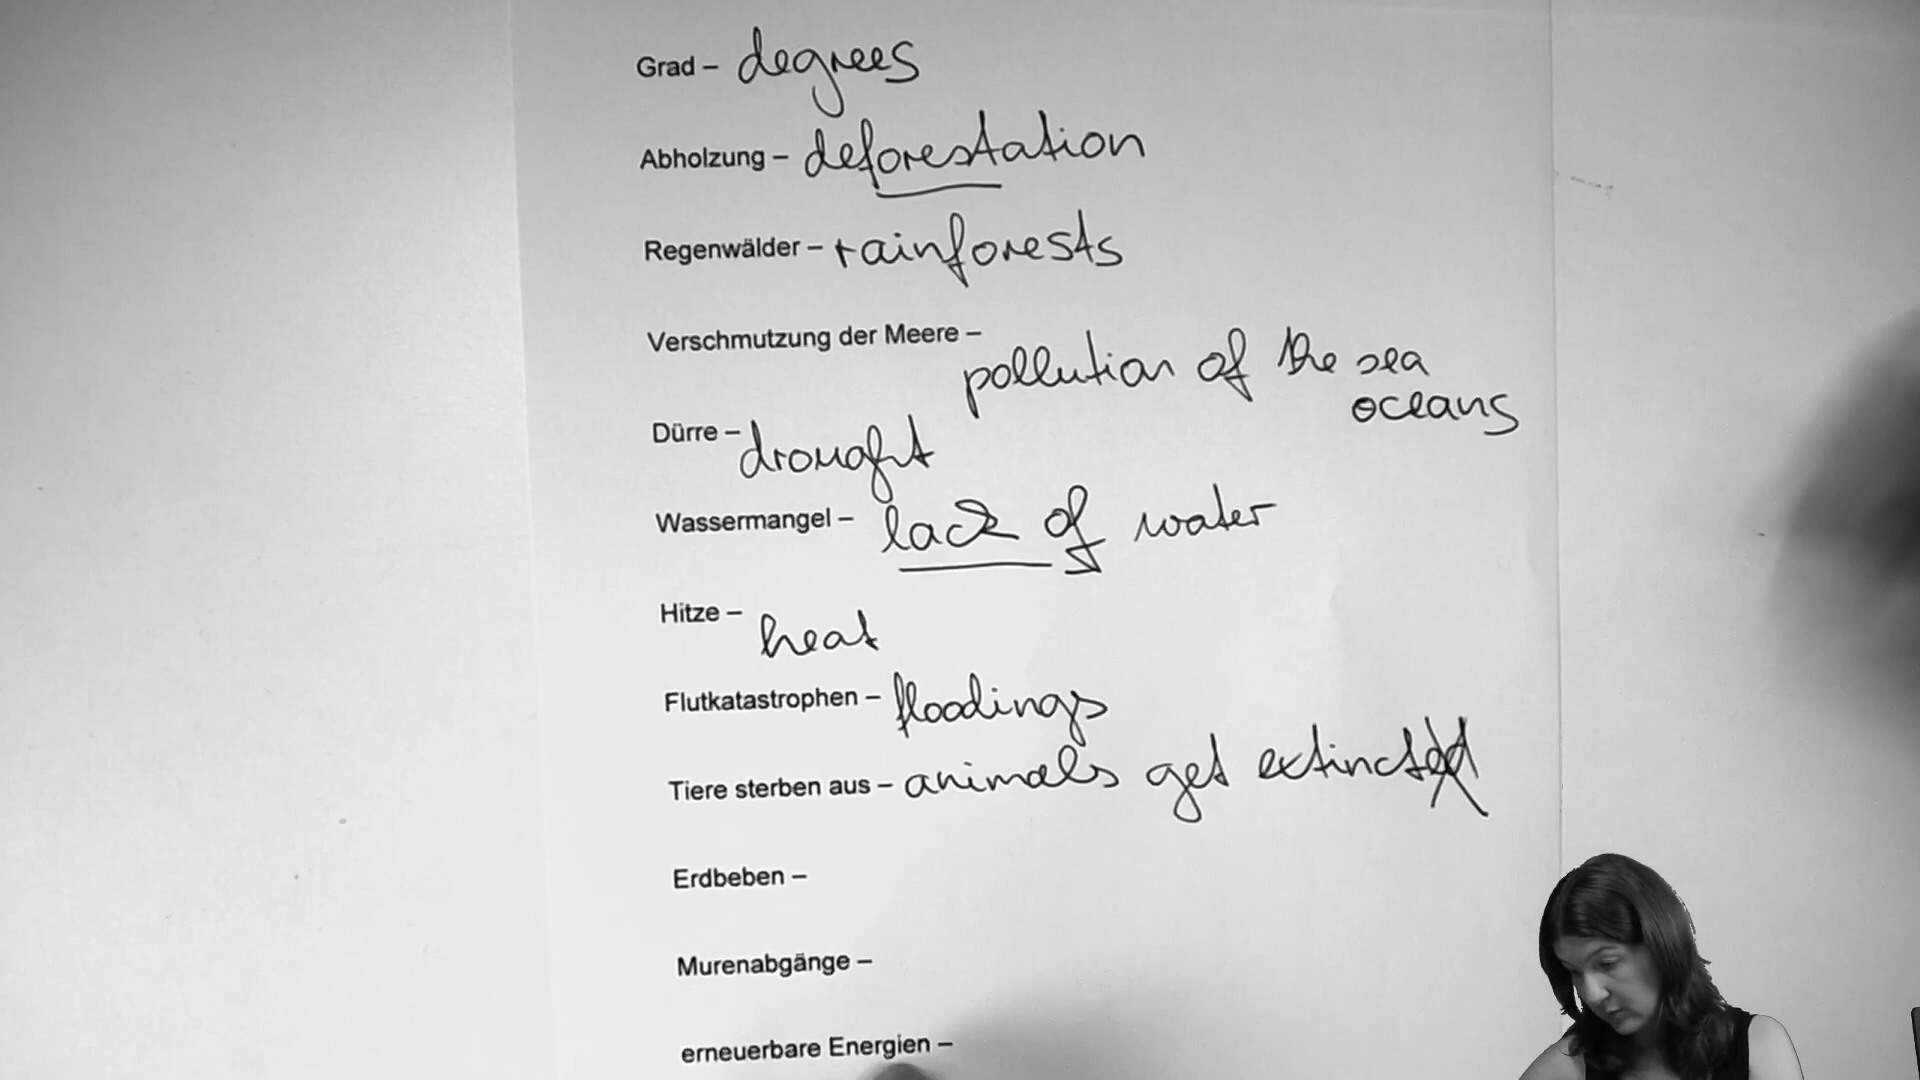 Grad – degrees
Abholzung – deforestation
Regenwälder – rainforests
Verschmutzung der Meere – pollution of the sea
oceans
Dürre – drought
Wassermangel – lack of water
Hitze – heat
Flutkatastrophen – floodings
Tiere sterben aus – animals get extinct
Erdbeben –
Murenabgänge –
erneuerbare Energien –